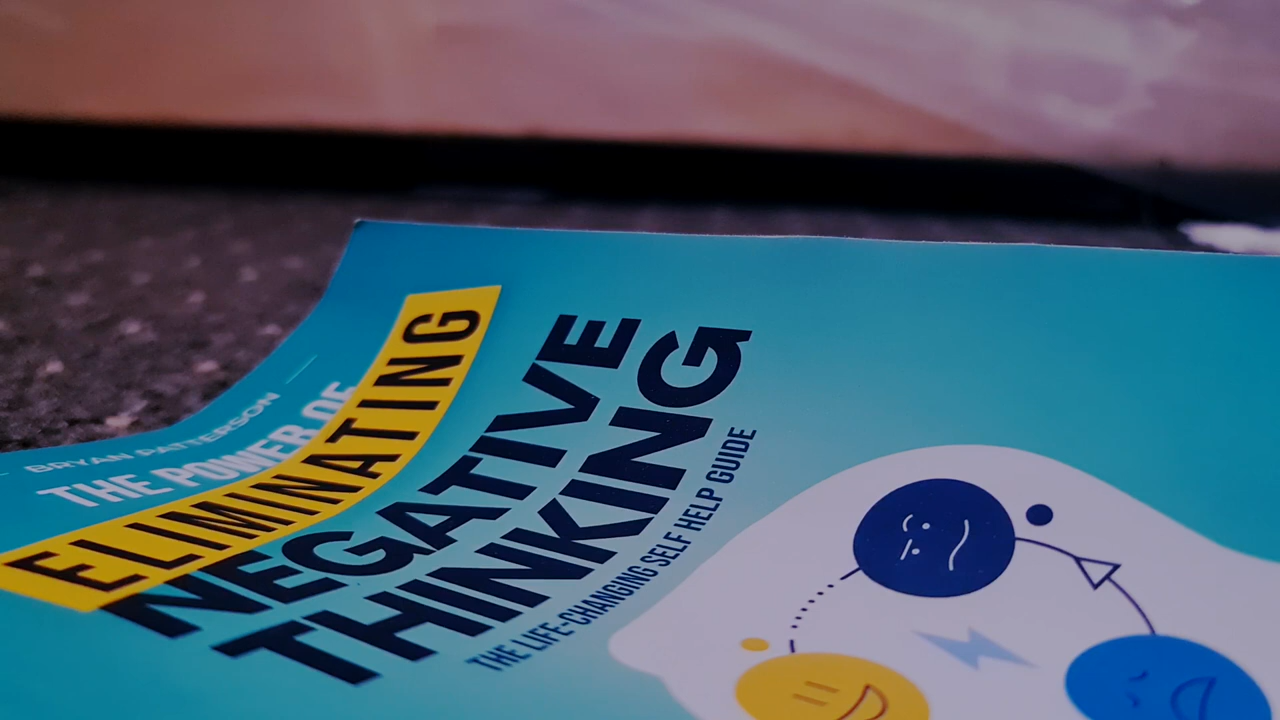 BRYAN PATTERSON
THE POWER OF
ELIMINATING
NEGATIVE
THINKING
THE LIFE-CHANGING SELF HELP GUIDE